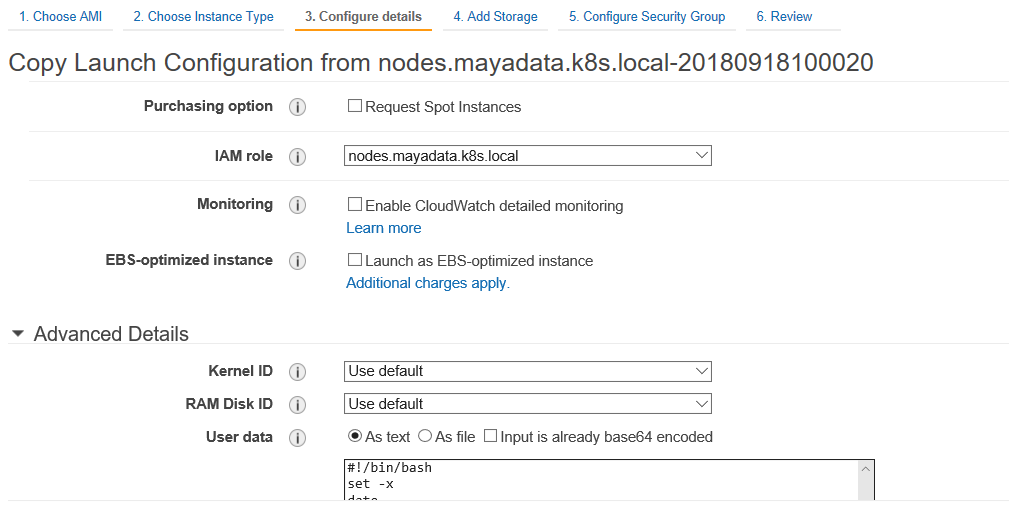 1. Choose AMI 2. Choose Instance Type 3. Configure details 4. Add Storage 5. Configure Security Group 6. Review
Copy Launch Configuration from nodes.mayadata.k8s.local-20180918100020
Purchasing option i Request Spot Instances
IAM role i nodes.mayadata.k8s.local
Monitoring i Enable CloudWatch detailed monitoring
Learn more
EBS-optimized instance i Launch as EBS-optimized instance
Additional charges apply.
Advanced Details
Kernel ID i Use default
RAM Disk ID i Use default
User data i As text As file Input is already base64 encoded
#!/bin/bash
set -x
date